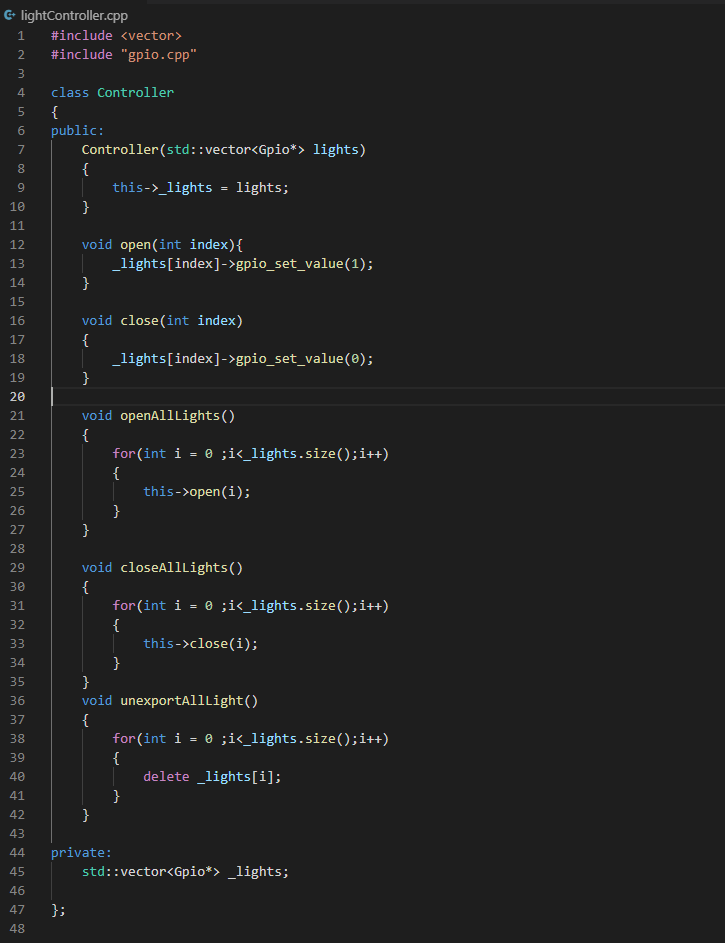 lightController.cpp
1 #include <vector>
2 #include "gpio.cpp"
3
4 class Controller
5 {
6 public:
7     Controller(std::vector<Gpio*> lights)
8     {
9         this->_lights = lights;
10     }
11
12     void open(int index){
13         _lights[index]->gpio_set_value(1);
14     }
15
16     void close(int index)
17     {
18         _lights[index]->gpio_set_value(0);
19     }
20
21     void openAllLights()
22     {
23         for(int i = 0 ;i<_lights.size();i++)
24         {
25             this->open(i);
26         }
27     }
28
29     void closeAllLights()
30     {
31         for(int i = 0 ;i<_lights.size();i++)
32         {
33             this->close(i);
34         }
35     }
36     void unexportAllLight()
37     {
38         for(int i = 0 ;i<_lights.size();i++)
39         {
40             delete _lights[i];
41         }
42     }
43
44 private:
45     std::vector<Gpio*> _lights;
46
47 };
48